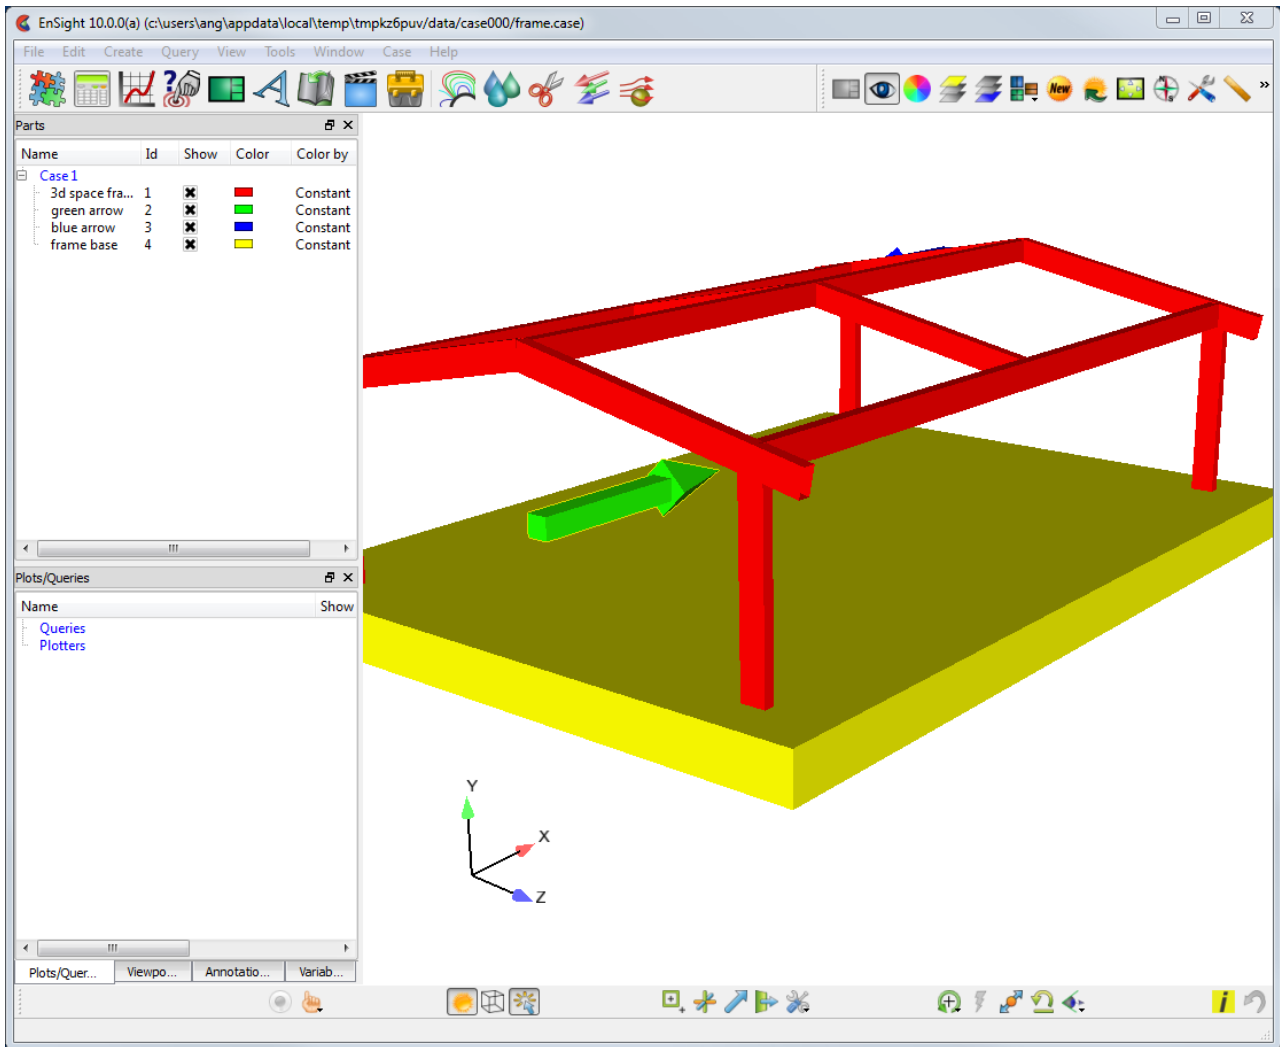 EnSight 10.0.0(a) (c:\users\ang\appdata\local\temp\tmpkz6puv/data/case000/frame.case)
File Edit Create Query View Tools Window Case Help
New
Parts
Name Id Show Color Color by
Case 1
3d space fra... 1 Constant
green arrow 2 Constant
blue arrow 3 Constant
frame base 4 Constant
Plots/Queries
Name Show
Queries
Plotters
Y
X
Z
Plots/Quer... Viewpo... Annotatio... Variab...